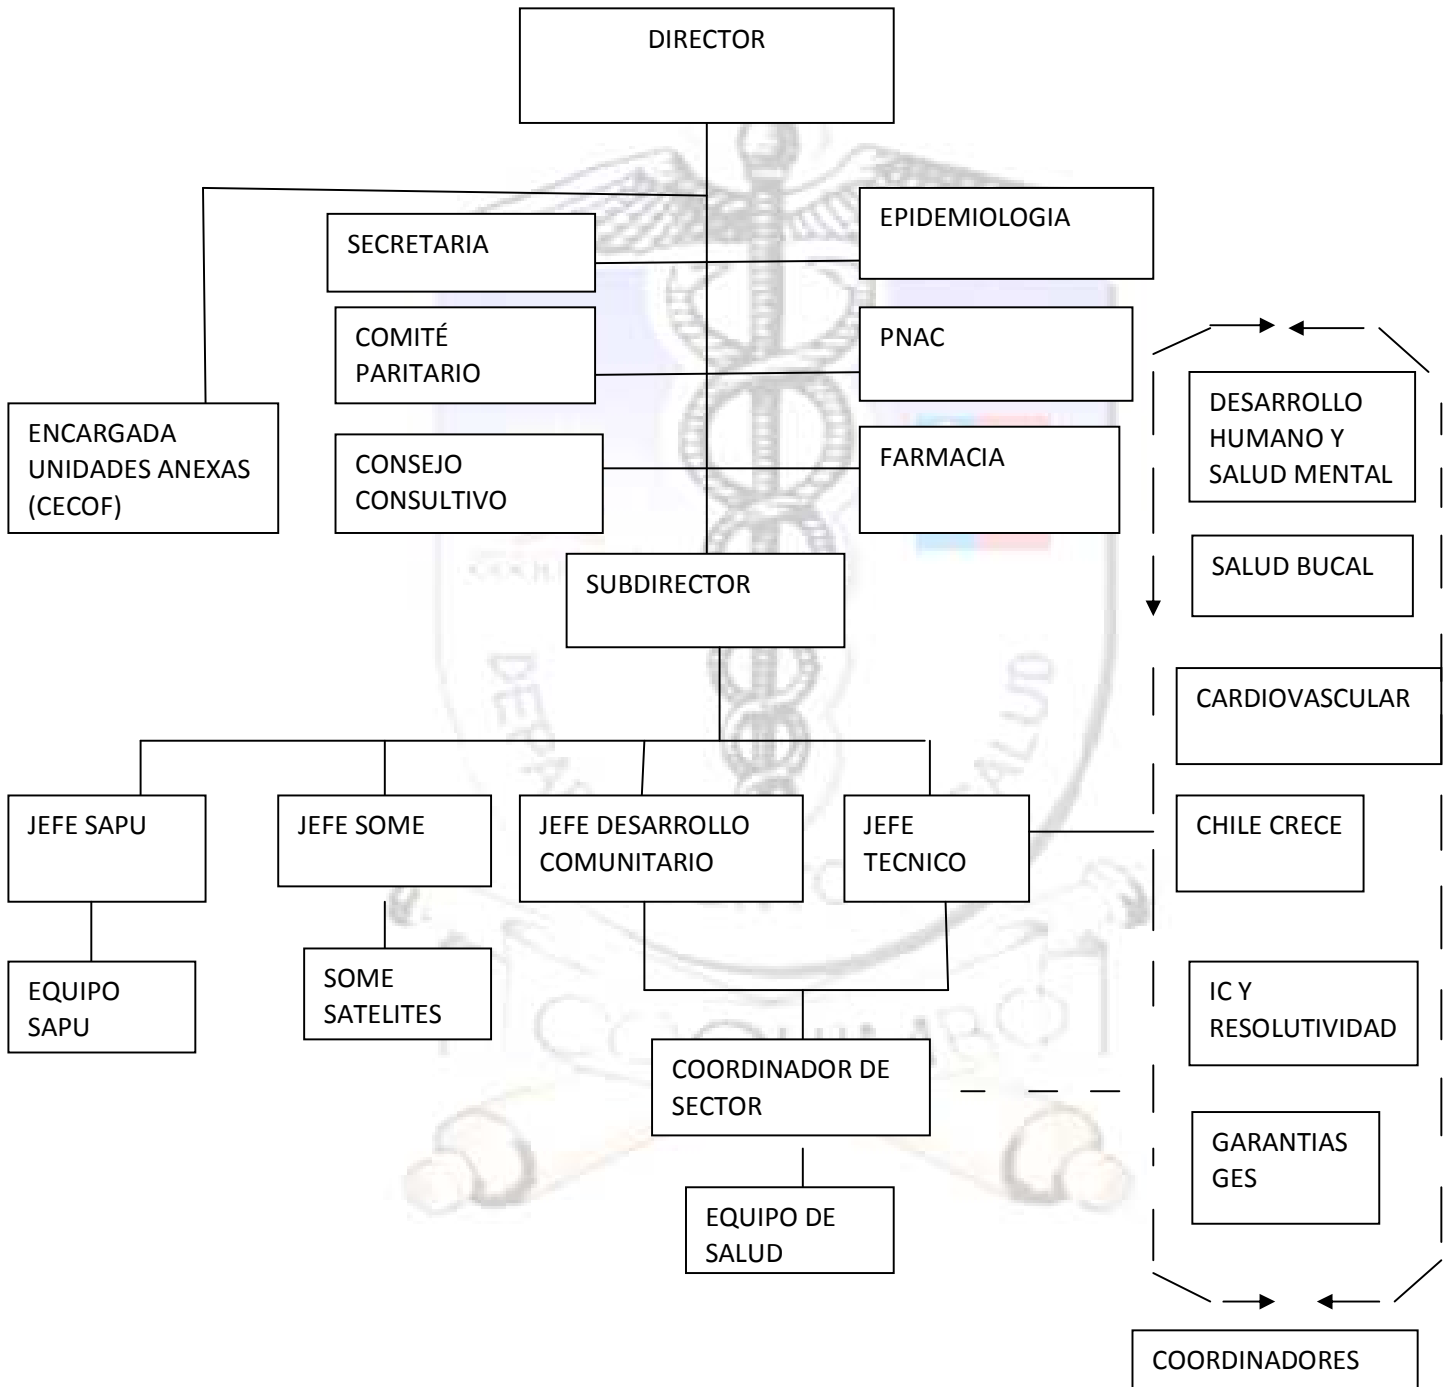 DIRECTOR
SECRETARIA
EPIDEMIOLOGIA
COMITÉ
PARITARIO
PNAC
ENCARGADA
UNIDADES ANEXAS
(CECOF)
CONSEJO
CONSULTIVO
FARMACIA
SUBDIRECTOR
JEFE SAPU
JEFE SOME
JEFE DESARROLLO
COMUNITARIO
JEFE
TECNICO
EQUIPO
SAPU
SOME
SATELITES
COORDINADOR DE
SECTOR
EQUIPO DE
SALUD
DESARROLLO
HUMANO Y
SALUD MENTAL
SALUD BUCAL
CARDIOVASCULAR
CHILE CRECE
IC Y
RESOLUTIVIDAD
GARANTIAS
GES
COORDINADORES